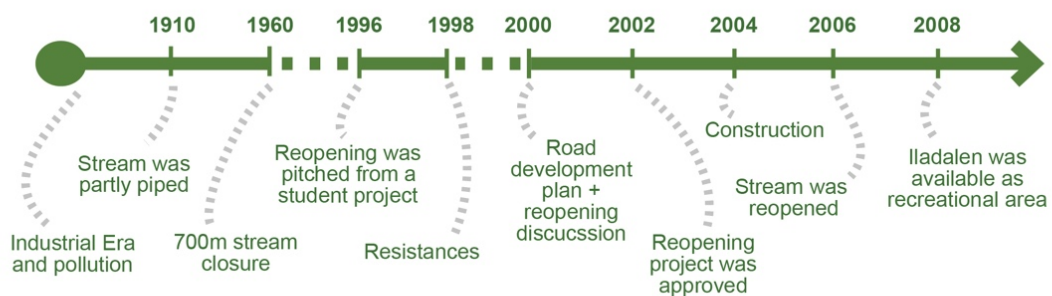 1910 1960 1996 1998 2000 2002 2004 2006 2008
Industrial Era
and pollution
Stream was
partly piped
700m stream
closure
Reopening was
pitched from a
student project
Resistances
Road
development
plan +
reopening
discucssion
Reopening
project was
approved
Construction
Stream was
reopened
Iladalen was
available as
recreational area